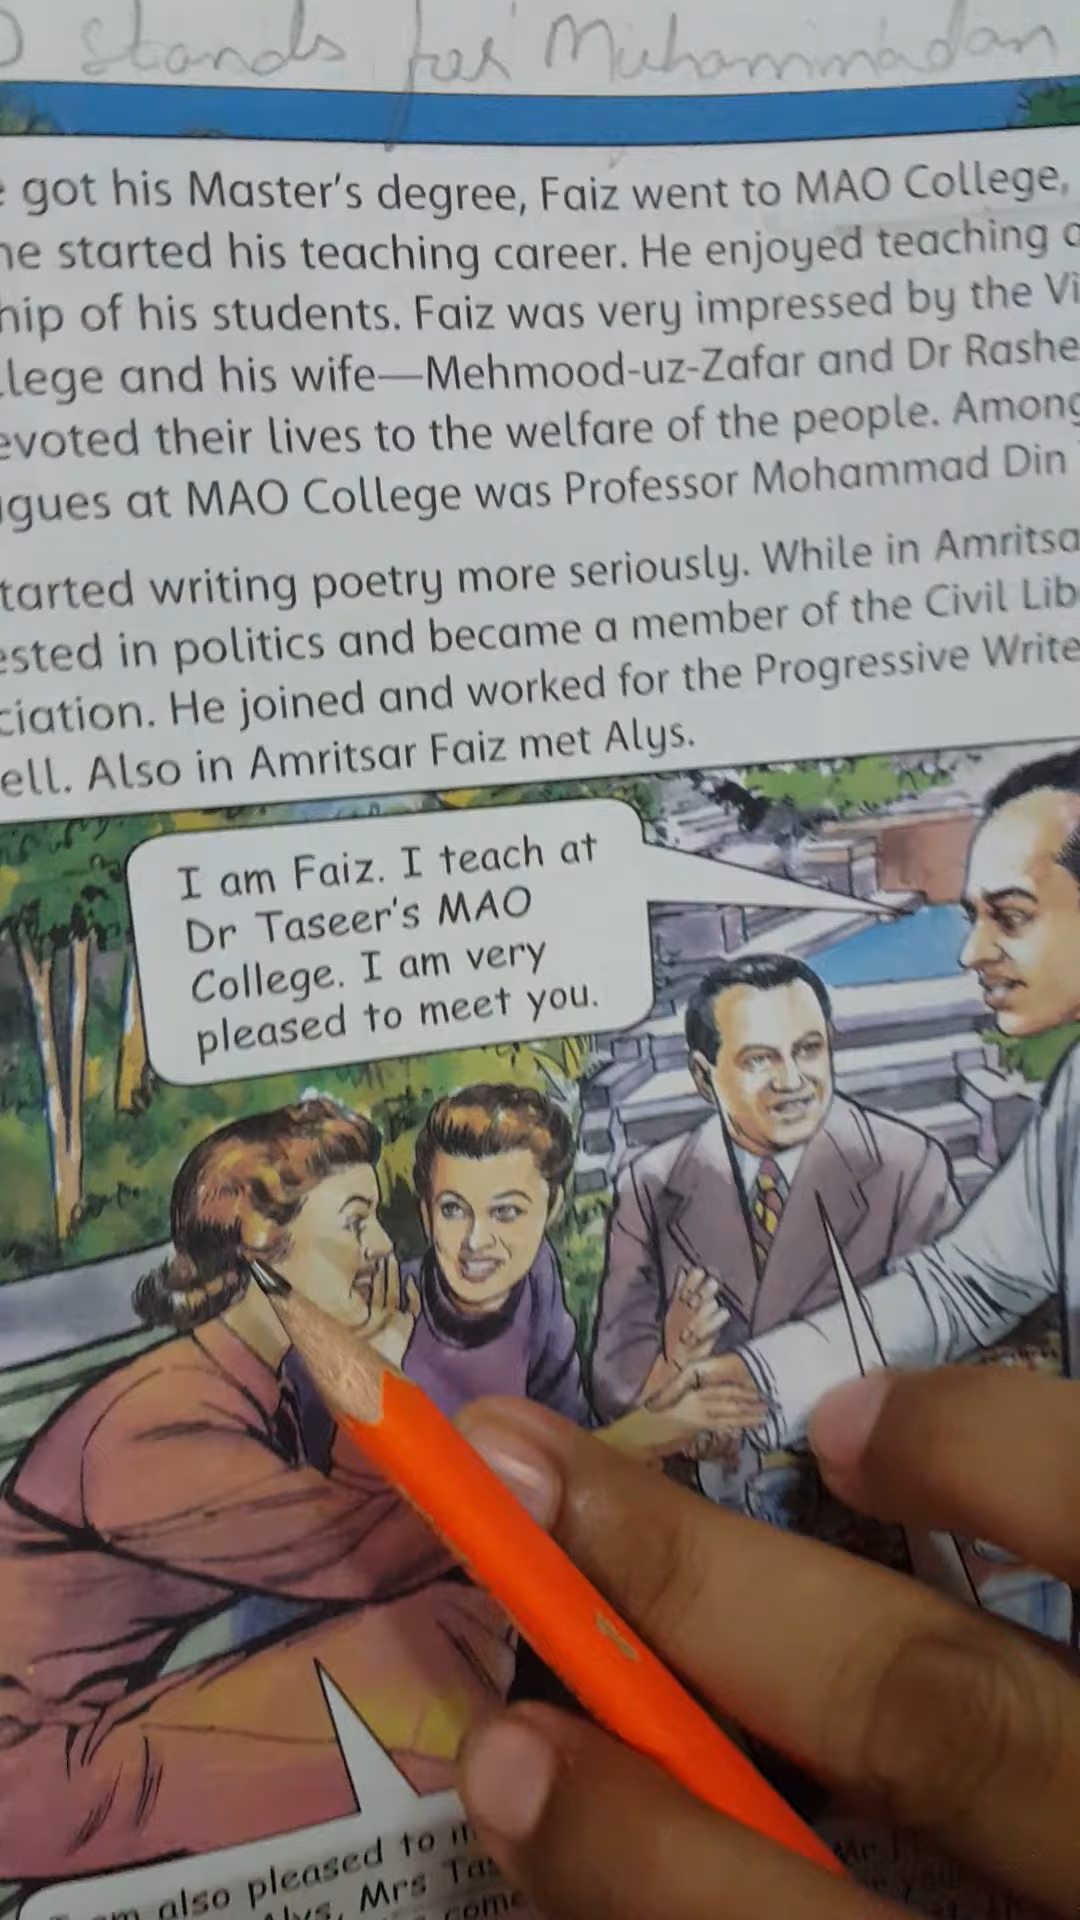 stands for Muhammadan
got his Master's degree, Faiz went to MAO College,
he started his teaching career. He enjoyed teaching
hip of his students. Faiz was very impressed by the Vi
llege and his wife—Mehmood-uz-Zafar and Dr Rashe
evoted their lives to the welfare of the people. Among
gues at MAO College was Professor Mohammad Din
tarted writing poetry more seriously. While in Amritsa
ested in politics and became a member of the Civil Lib
ciation. He joined and worked for the Progressive Write
ell. Also in Amritsar Faiz met Alys.
I am Faiz. I teach at
Dr Taseer's MAO
College. I am very
pleased to meet you.
also pleased to
Mrs Tas
come